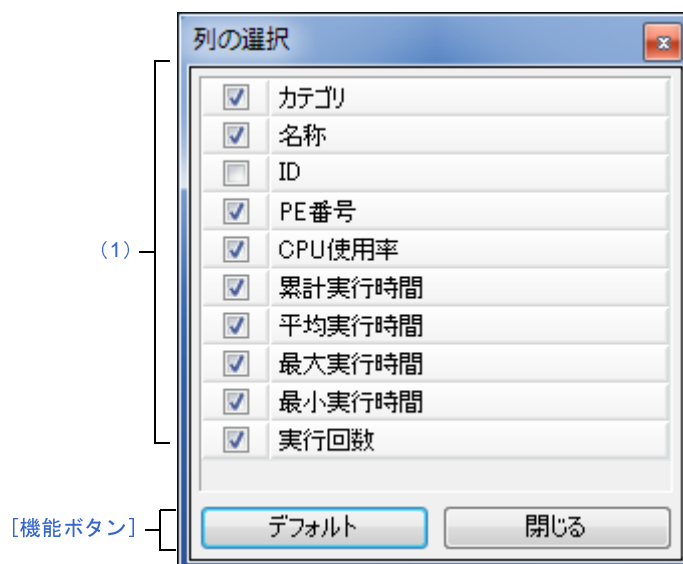 列の選択
カテゴリ
名称
ID
PE番号
CPU使用率
(1)
累計実行時間
平均実行時間
最大実行時間
最小実行時間
実行回数
[機能ボタン]
デフォルト
閉じる